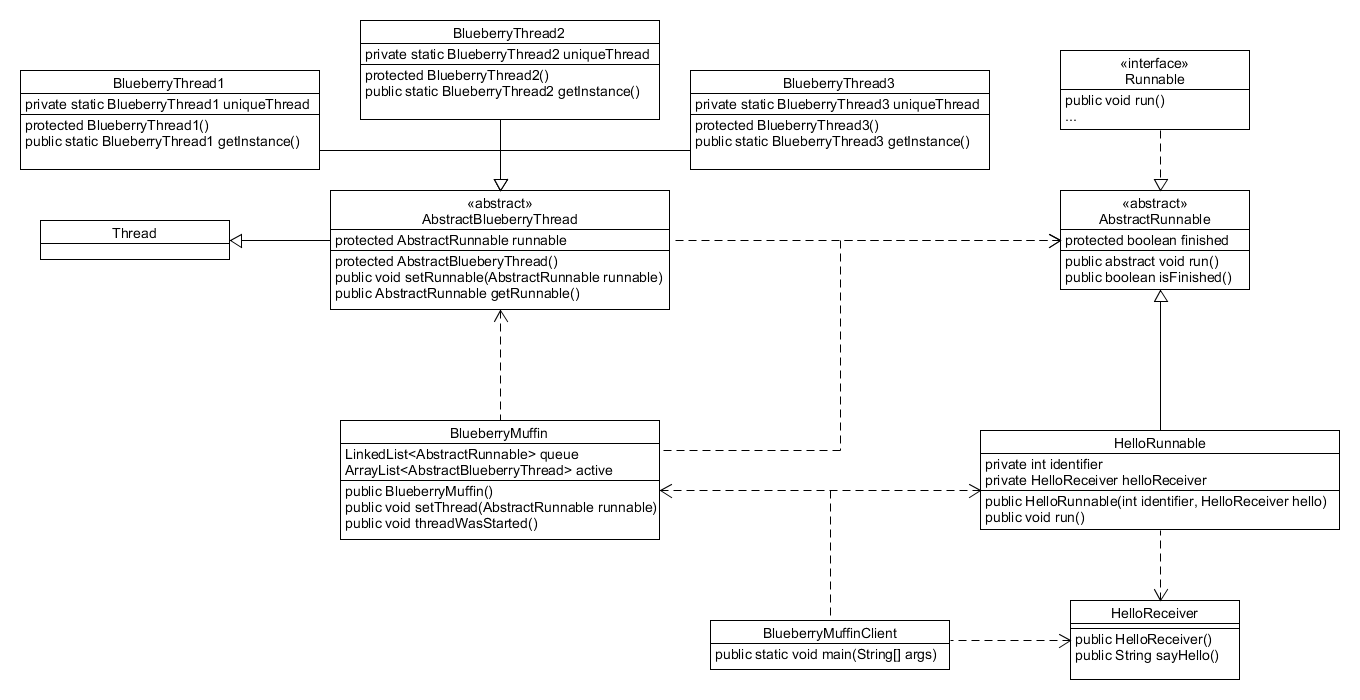 BlueberryThread2
private static BlueberryThread2 uniqueThread
protected BlueberryThread2()
public static BlueberryThread2 getInstance()
BlueberryThread1
private static BlueberryThread1 uniqueThread
protected BlueberryThread1()
public static BlueberryThread1 getInstance()
BlueberryThread3
private static BlueberryThread3 uniqueThread
protected BlueberryThread3()
public static BlueberryThread3 getInstance()
«interface»
Runnable
public void run()
...
Thread
«abstract»
AbstractBlueberryThread
protected AbstractRunnable runnable
protected AbstractBlueberyThread()
public void setRunnable(AbstractRunnable runnable)
public AbstractRunnable getRunnable()
«abstract»
AbstractRunnable
protected boolean finished
public abstract void run()
public boolean isFinished()
BlueberryMuffin
LinkedList<AbstractRunnable> queue
ArrayList<AbstractBlueberryThread> active
public BlueberryMuffin()
public void setThread(AbstractRunnable runnable)
public void threadWasStarted()
HelloRunnable
private int identifier
private HelloReceiver helloReceiver
public HelloRunnable(int identifier, HelloReceiver hello)
public void run()
BlueberryMuffinClient
public static void main(String[] args)
HelloReceiver
public HelloReceiver()
public String sayHello()